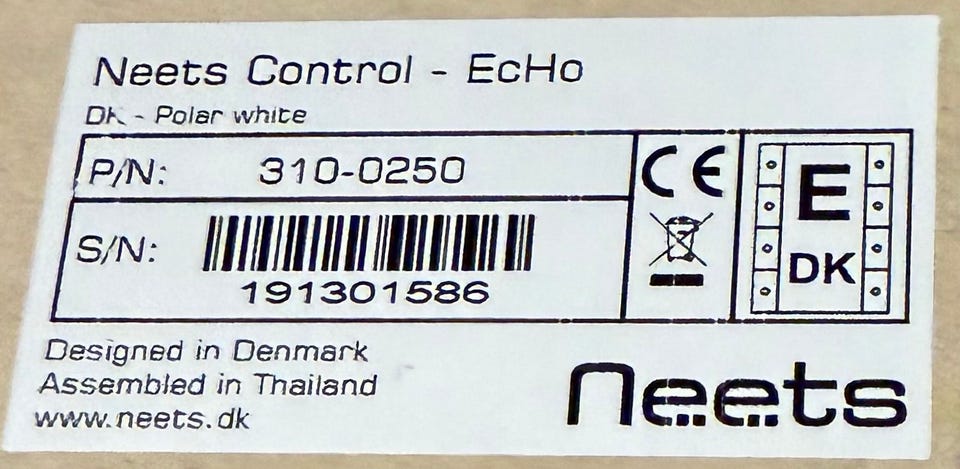 Neets Control - EcHo
DK - Polar white
P/N: 310-0250
S/N:
191301586
CE
E
DK
Designed in Denmark
Assembled in Thailand
www.neets.dk
neets